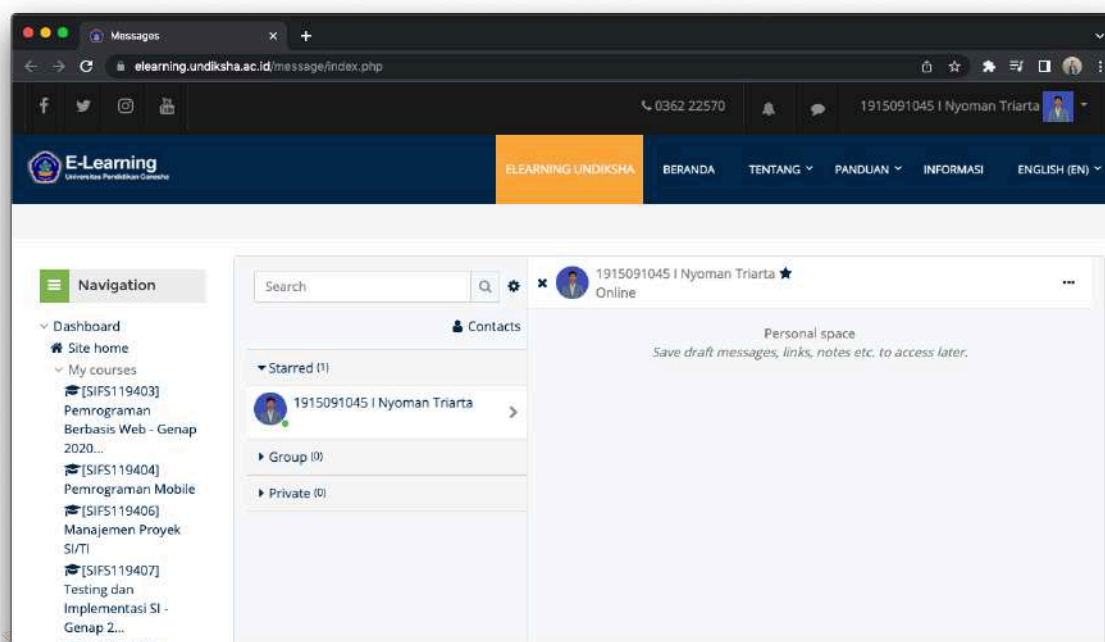 Messages
elearning.undiksha.ac.id/message/index.php
0362 22570
1915091045 I Nyoman Triarta
E-Learning
Universitas Pendidikan Ganesha
ELEARNING UNDIKSHA
BERANDA
TENTANG
PANDUAN
INFORMASI
ENGLISH (EN)
Navigation
Dashboard
Site home
My courses
[SIFS119403]
Pemrograman
Berbasis Web - Genap
2020...
[SIFS119404]
Pemrograman Mobile
[SIFS119406]
Manajemen Proyek
SI/TI
[SIFS119407]
Testing dan
Implementasi SI -
Genap 2...
Search
Contacts
Starred (1)
1915091045 I Nyoman Triarta
Group (0)
Private (0)
1915091045 I Nyoman Triarta
Online
Personal space
Save draft messages, links, notes etc. to access later.